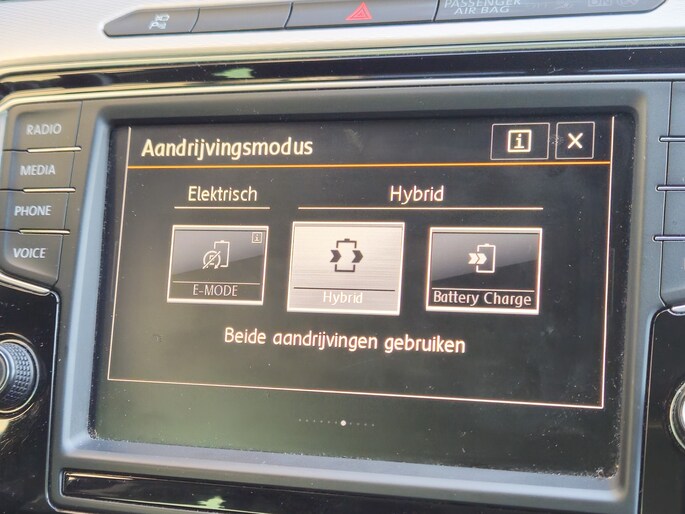 PASSENGER
AIR BAG
RADIO
MEDIA
PHONE
VOICE
Aandrijvingsmodus
i
Elektrisch
Hybrid
i
E-MODE
Hybrid
Battery Charge
Beide aandrijvingen gebruiken